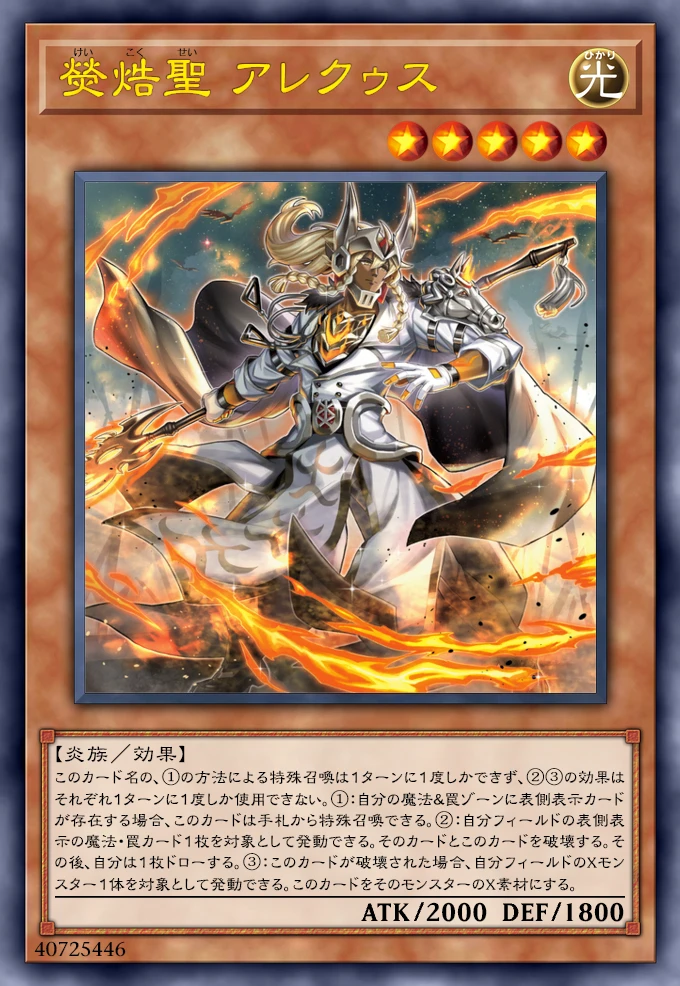 けい こく せい
熒焅聖 アレクゥス
ひかり
光
【炎族／効果】
このカード名の、①の方法による特殊召喚は1ターンに1度しかできず、②③の効果は
それぞれ1ターンに1度しか使用できない。①：自分の魔法&罠ゾーンに表側表示カード
が存在する場合、このカードは手札から特殊召喚できる。②：自分フィールドの表側表
示の魔法・罠カード1枚を対象として発動できる。そのカードとこのカードを破壊する。そ
の後、自分は1枚ドローする。③：このカードが破壊された場合、自分フィールドのXモン
スター1体を対象として発動できる。このカードをそのモンスターのX素材にする。
ATK/2000 DEF/1800
40725446